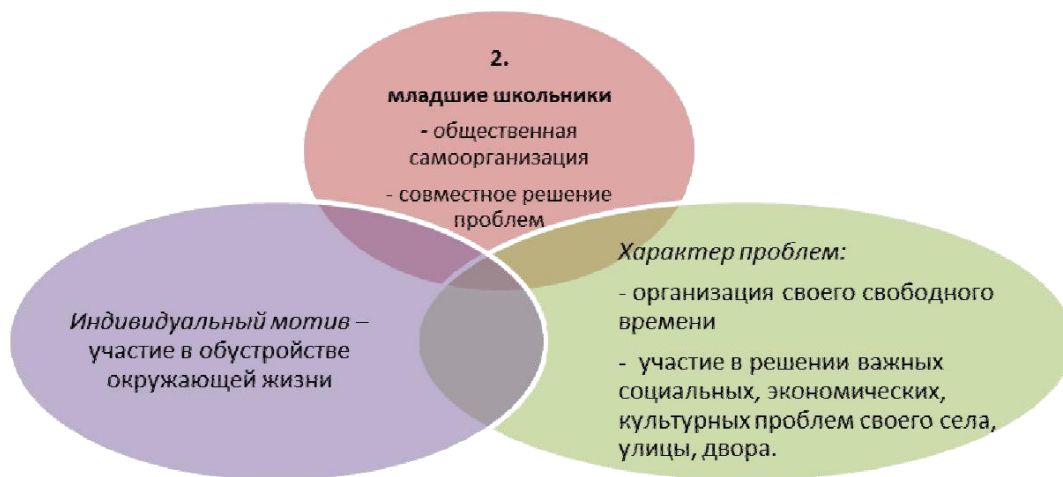 2.
младшие школьники
- общественная
самоорганизация
- совместное решение
проблем
Индивидуальный мотив –
участие в обустройстве
окружающей жизни
Характер проблем:
- организация своего свободного
времени
- участие в решении важных
социальных, экономических,
культурных проблем своего села,
улицы, двора.